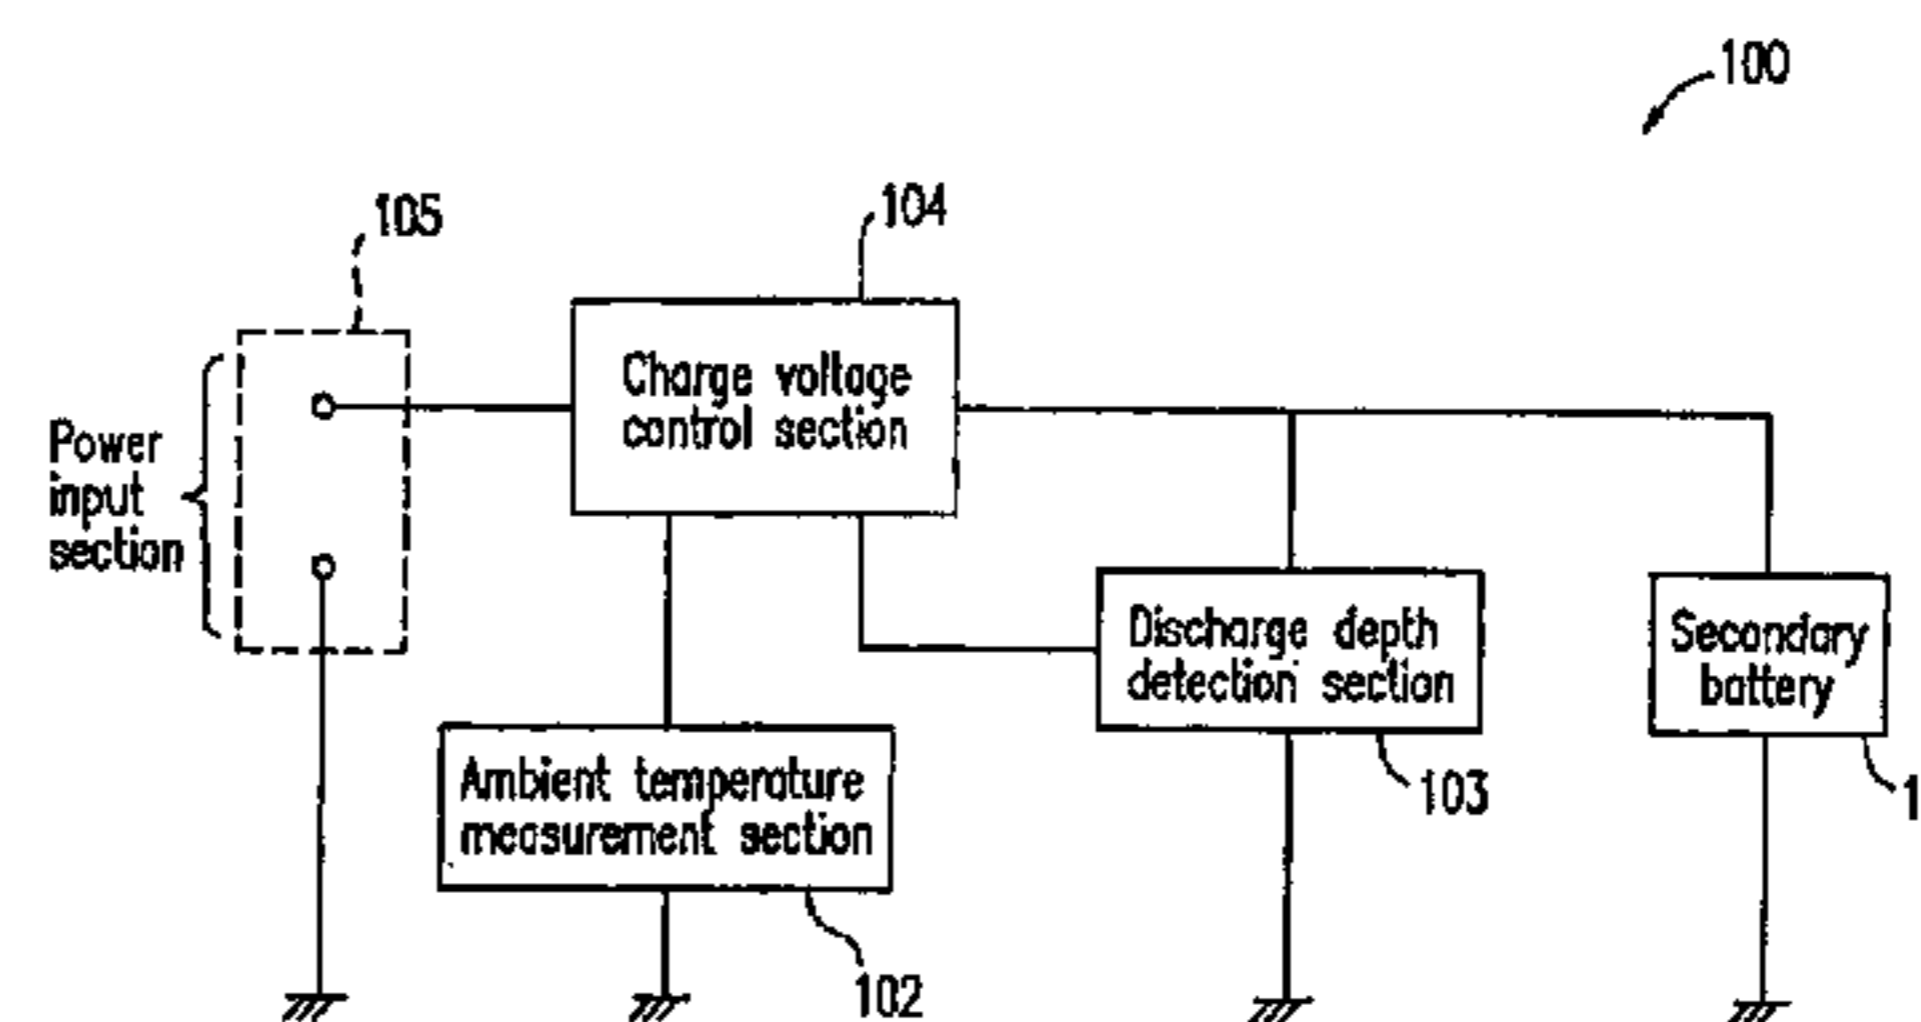 100
105
104
Power
input
section
Charge voltage
control section
Discharge depth
detection section
Secondary
battery
Ambient temperature
measurement section
103
1
102